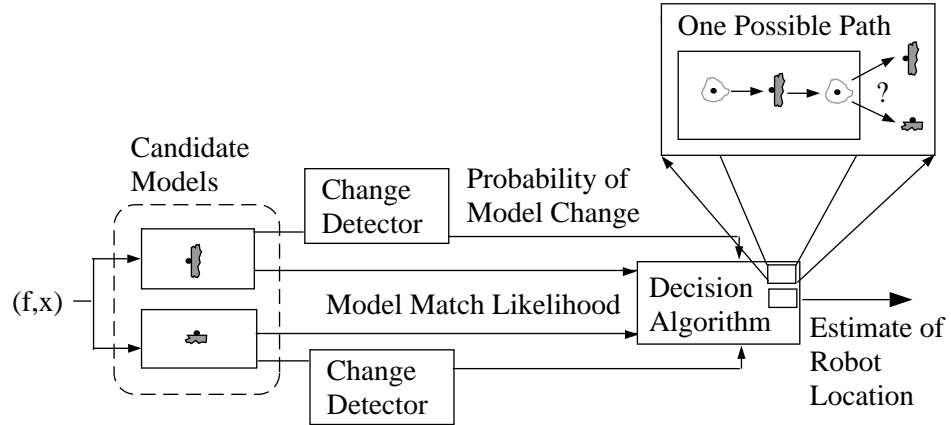 One Possible Path
?
Candidate
Models
Change
Detector
Probability of
Model Change
(f,x)
Model Match Likelihood
Decision
Algorithm
Change
Detector
Estimate of
Robot
Location